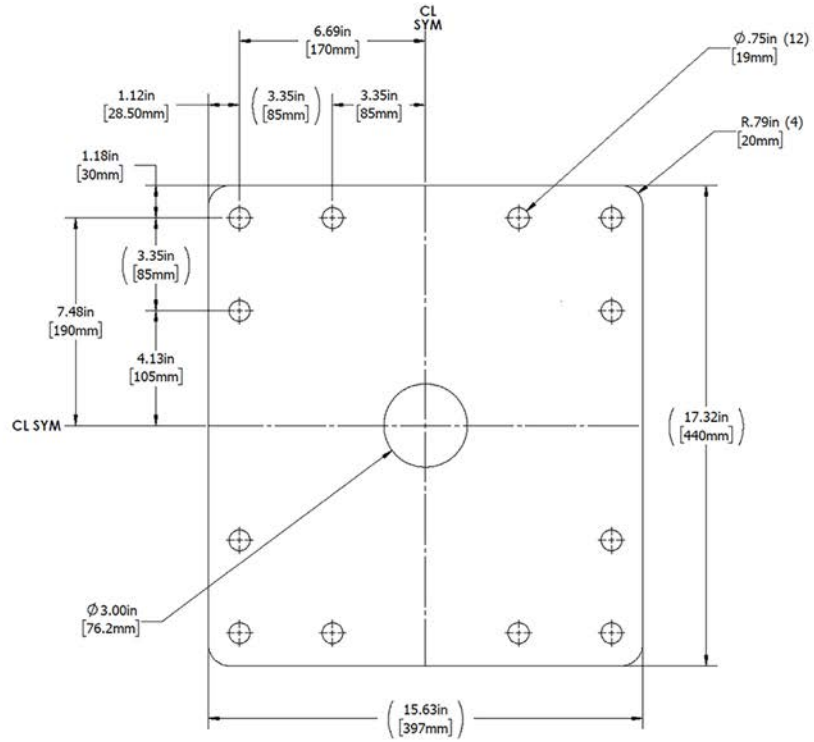 CL
SYM
6.69in
[170mm]
Ø.75in (12)
[19mm]
1.12in
[28.50mm]
(3.35in
[85mm])
3.35in
[85mm]
R.79in (4)
[20mm]
1.18in
[30mm]
(3.35in
[85mm])
7.48in
[190mm]
4.13in
[105mm]
CL SYM
(17.32in
[440mm])
Ø3.00in
[76.2mm]
(15.63in
[397mm])